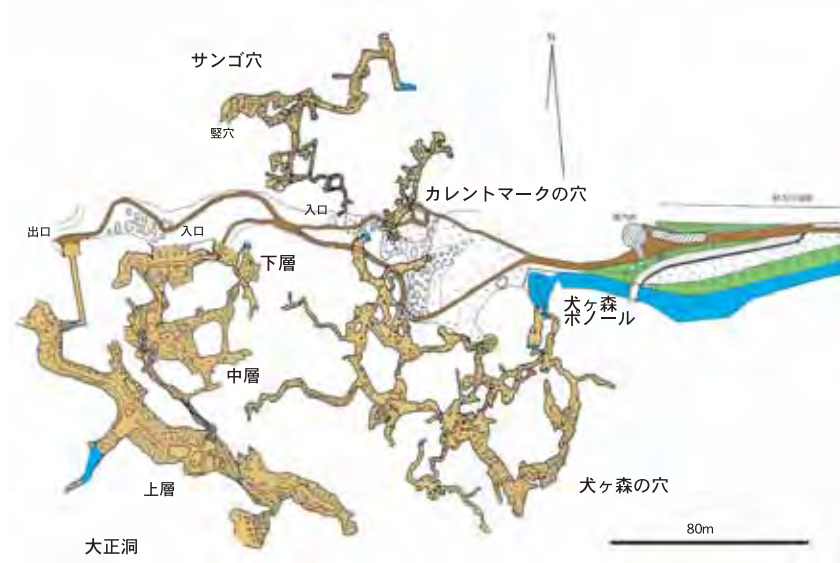 サンゴ穴
N
竪穴
カレントマークの穴
入口
出口
入口
下層
犬ヶ森
ポノール
中層
犬ヶ森の穴
上層
80m
大正洞